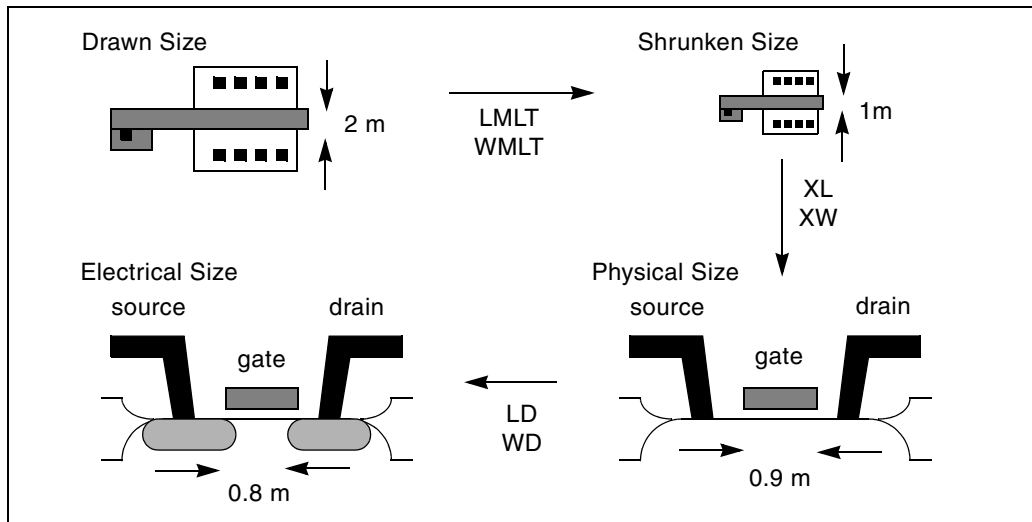 Drawn Size
Shrunken Size
2 m
LMLT
WMLT
1m
XL
XW
Electrical Size
source
drain
gate
Physical Size
source
drain
gate
LD
WD
0.8 m
0.9 m